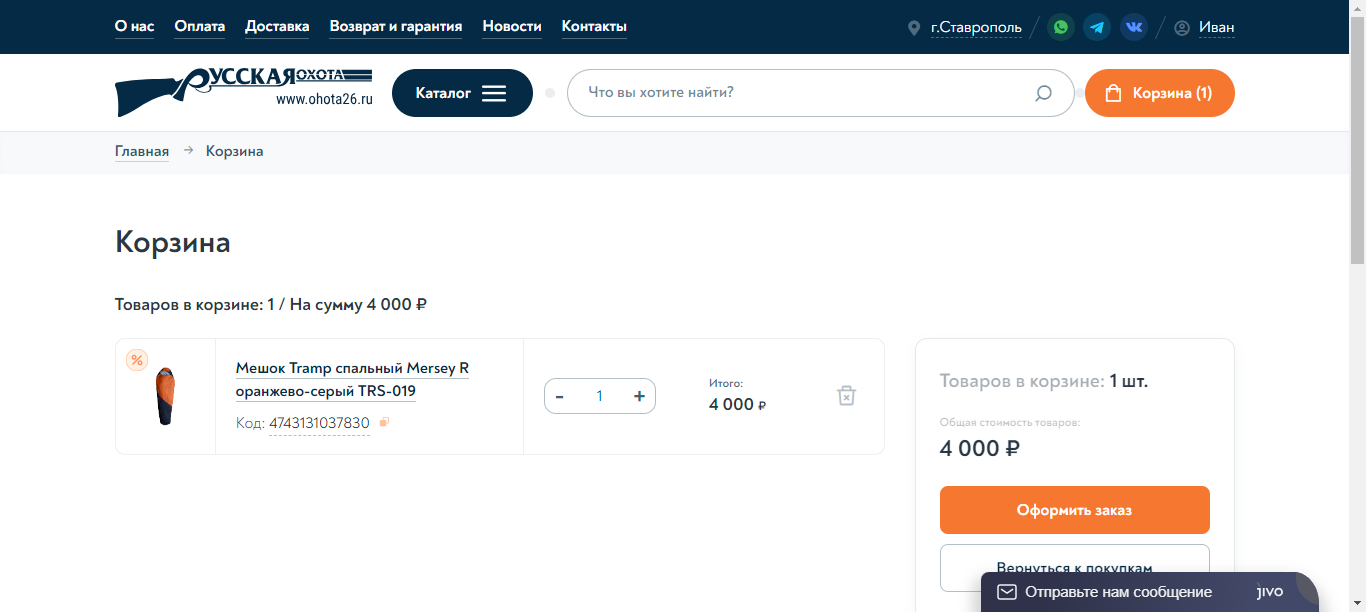 О нас Оплата Доставка Возврат и гарантия Новости Контакты г.Ставрополь Иван
РУССКАЯ ОХОТА
www.ohota26.ru
Каталог
Что вы хотите найти?
Корзина (1)
Главная → Корзина
Корзина
Товаров в корзине: 1 / На сумму 4 000 ₽
%
Мешок Tramp спальный Mersey R
оранжево-серый TRS-019
Код: 4743131037830
- 1 +
Итого:
4 000 ₽
Товаров в корзине: 1 шт.
Общая стоимость товаров:
4 000 ₽
Оформить заказ
Вернуться к покупкам
Отправьте нам сообщение jivo